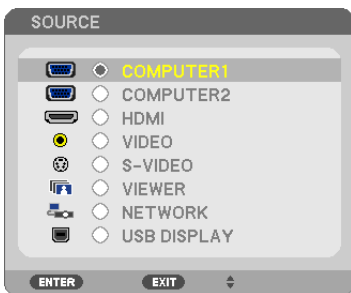 SOURCE
COMPUTER1
COMPUTER2
HDMI
VIDEO
S-VIDEO
VIEWER
NETWORK
USB DISPLAY
ENTER EXIT